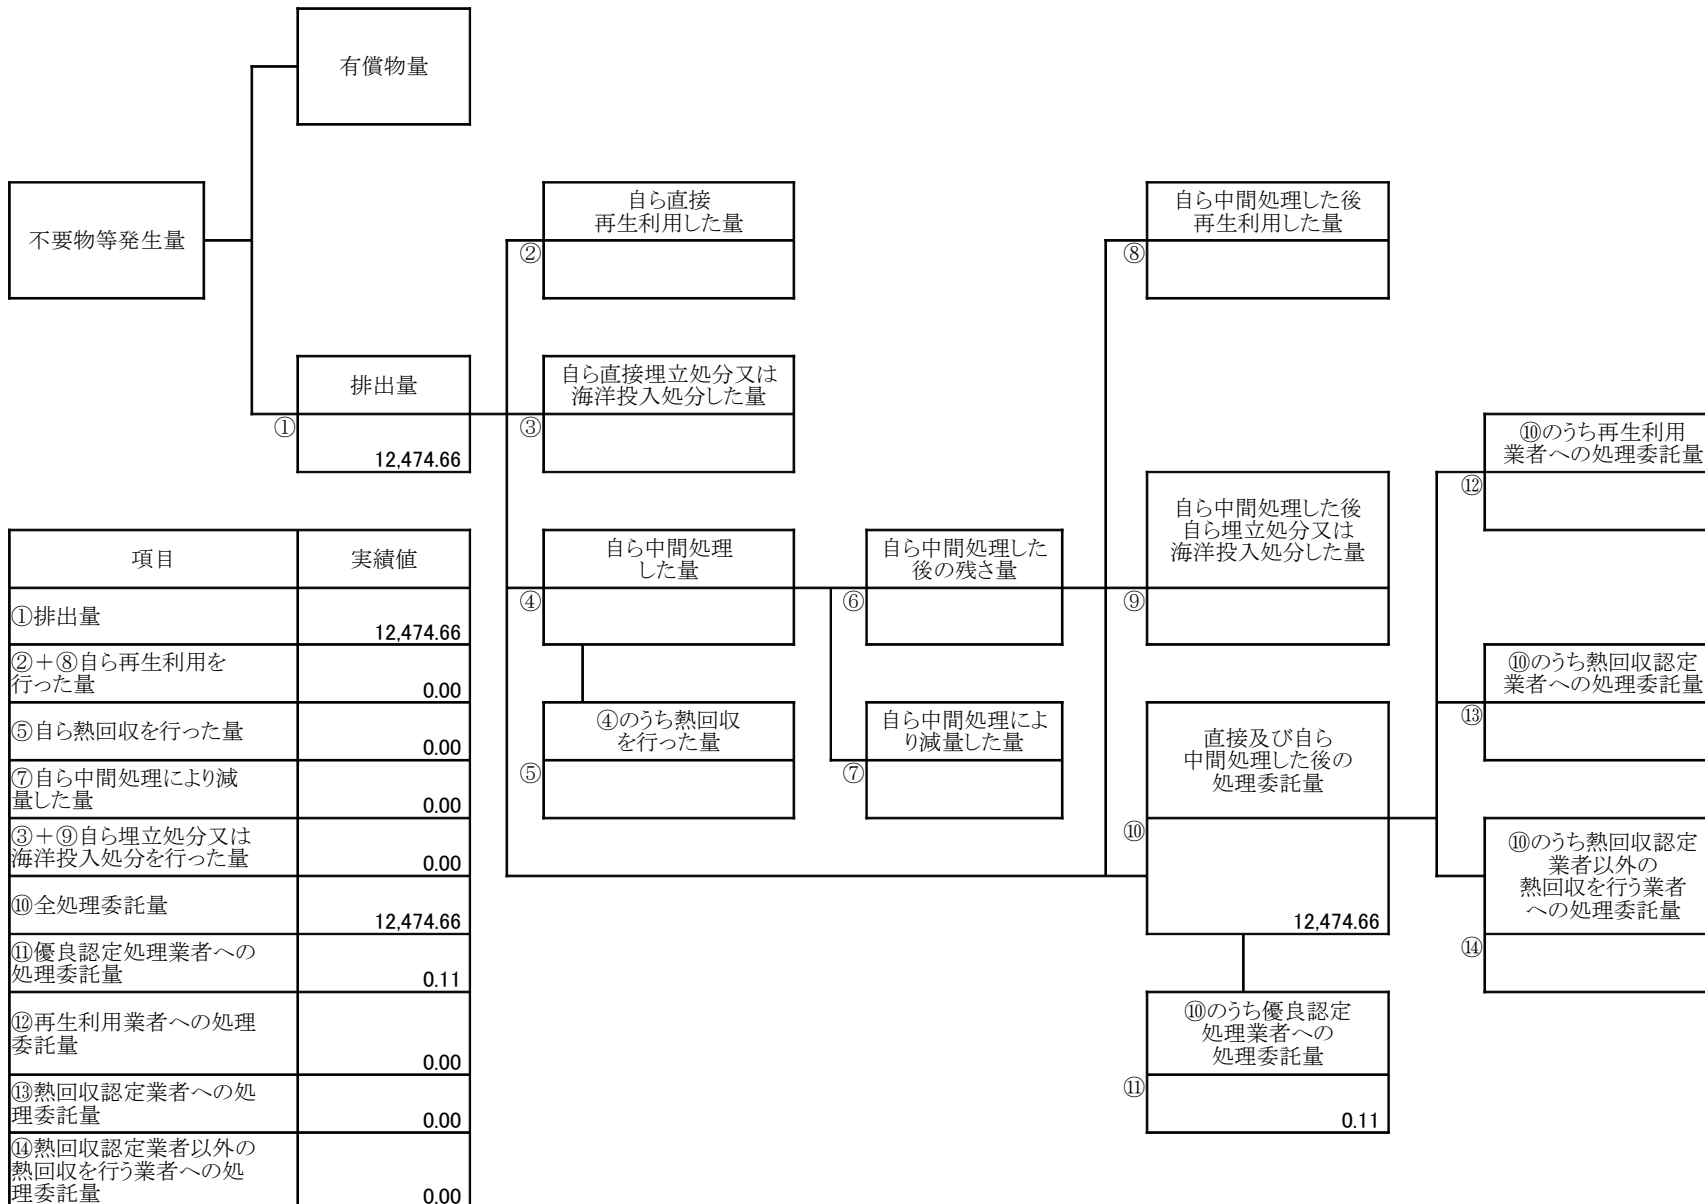 有償物量
不要物等発生量
自ら直接
再生利用した量
②
自ら中間処理した後
再生利用した量
⑧
排出量
①
12,474.66
自ら直接埋立処分又は
海洋投入処分した量
③
⑩のうち再生利用
業者への処理委託量
⑫
自ら中間処理
した量
④
自ら中間処理した
後の残さ量
⑥
自ら中間処理した後
自ら埋立処分又は
海洋投入処分した量
⑨
⑩のうち熱回収認定
業者への処理委託量
⑬
④のうち熱回収
を行った量
⑤
自ら中間処理によ
り減量した量
⑦
直接及び自ら
中間処理した後の
処理委託量
⑩
12,474.66
⑩のうち熱回収認定
業者以外の
熱回収を行う業者
への処理委託量
⑭
⑩のうち優良認定
処理業者への
処理委託量
⑪
0.11
項目
実績値
①排出量
12,474.66
②＋⑧自ら再生利用を
行った量
0.00
⑤自ら熱回収を行った量
0.00
⑦自ら中間処理により減
量した量
0.00
③＋⑨自ら埋立処分又は
海洋投入処分を行った量
0.00
⑩全処理委託量
12,474.66
⑪優良認定処理業者への
処理委託量
0.11
⑫再生利用業者への処理
委託量
0.00
⑬熱回収認定業者への処
理委託量
0.00
⑭熱回収認定業者以外の
熱回収を行う業者への処
理委託量
0.00